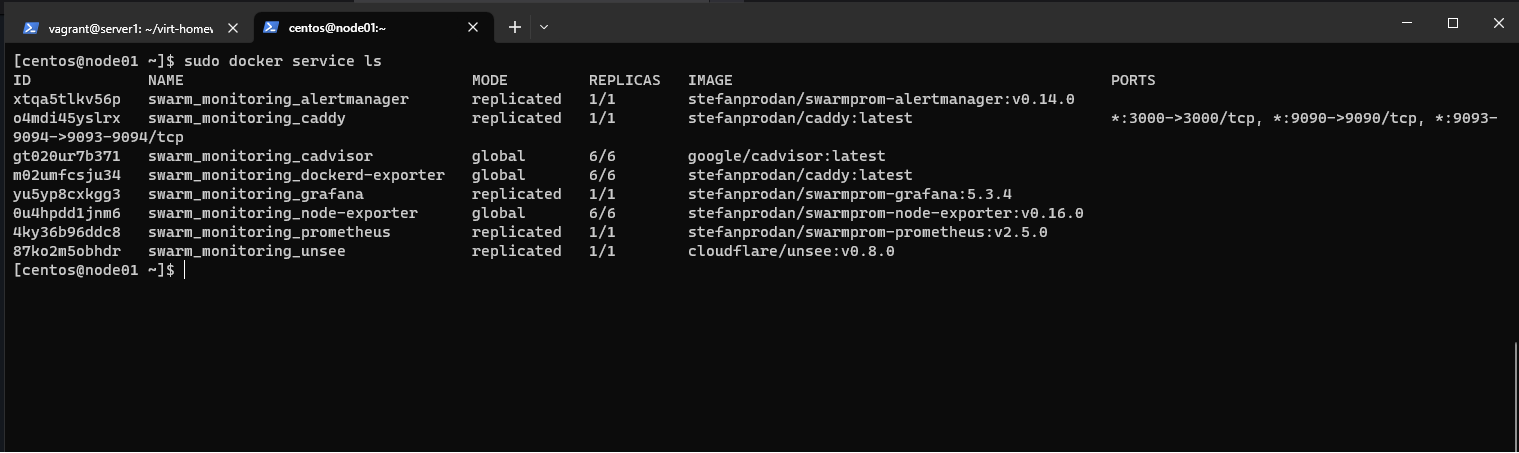 vagrant@server1: ~/virt-homew
centos@node01:~
[centos@node01 ~]$ sudo docker service ls
ID NAME MODE REPLICAS IMAGE PORTS
xtqa5tlkv56p swarm_monitoring_alertmanager replicated 1/1 stefanprodan/swarmprom-alertmanager:v0.14.0
o4mdi45yslrx swarm_monitoring_caddy replicated 1/1 stefanprodan/caddy:latest *:3000->3000/tcp, *:9090->9090/tcp, *:9093-
9094->9093-9094/tcp
gt020ur7b371 swarm_monitoring_cadvisor global 6/6 google/cadvisor:latest
m02umfcsju34 swarm_monitoring_dockerd-exporter global 6/6 stefanprodan/caddy:latest
yu5yp8cxkgg3 swarm_monitoring_grafana replicated 1/1 stefanprodan/swarmprom-grafana:5.3.4
0u4hpdd1jnm6 swarm_monitoring_node-exporter global 6/6 stefanprodan/swarmprom-node-exporter:v0.16.0
4ky36b96ddc8 swarm_monitoring_prometheus replicated 1/1 stefanprodan/swarmprom-prometheus:v2.5.0
87ko2m5obhdr swarm_monitoring_unsee replicated 1/1 cloudflare/unsee:v0.8.0
[centos@node01 ~]$